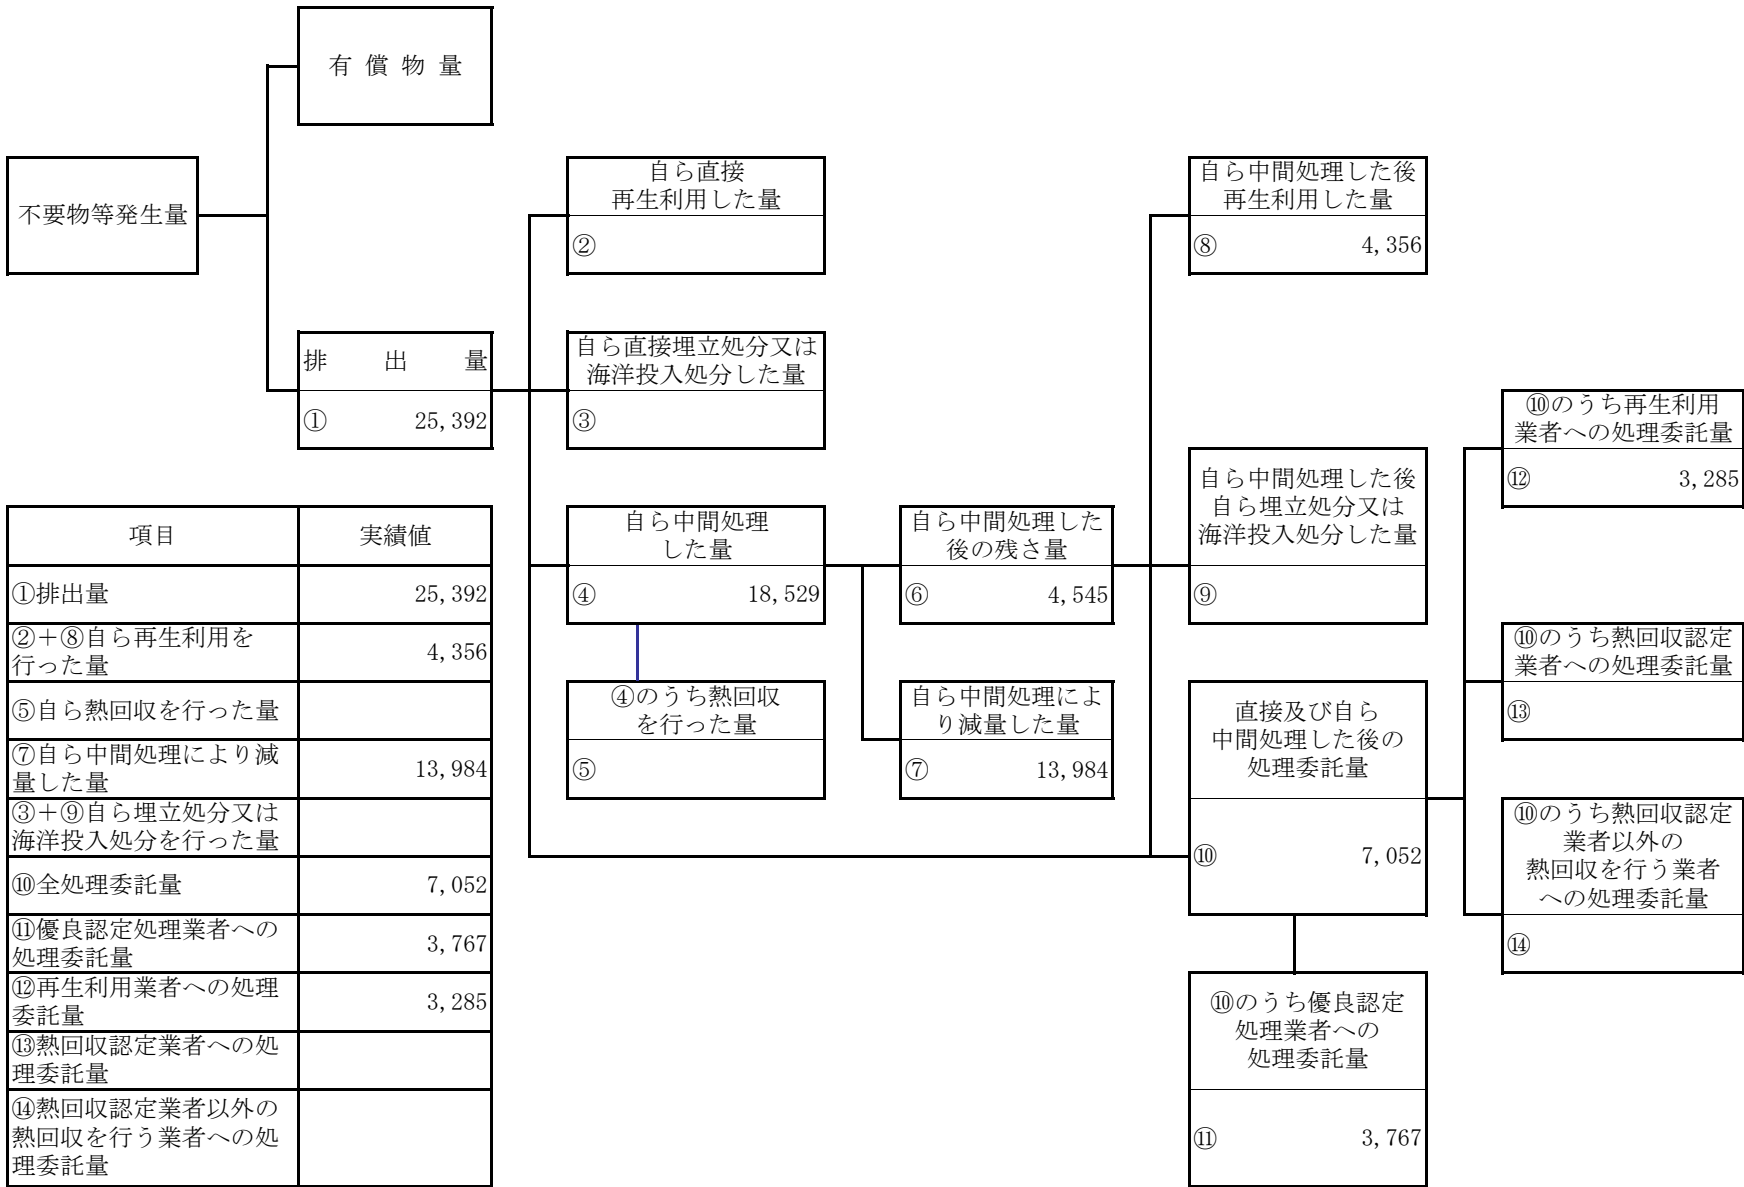 有償物量
不要物等発生量
排出量
① 25,392
自ら直接
再生利用した量
②
自ら直接埋立処分又は
海洋投入処分した量
③
自ら中間処理
した量
④ 18,529
④のうち熱回収
を行った量
⑤
自ら中間処理した
後の残さ量
⑥ 4,545
自ら中間処理によ
り減量した量
⑦ 13,984
自ら中間処理した後
再生利用した量
⑧ 4,356
自ら中間処理した後
自ら埋立処分又は
海洋投入処分した量
⑨
直接及び自ら
中間処理した後の
処理委託量
⑩ 7,052
⑩のうち優良認定
処理業者への
処理委託量
⑪ 3,767
⑩のうち再生利用
業者への処理委託量
⑫ 3,285
⑩のうち熱回収認定
業者への処理委託量
⑬
⑩のうち熱回収認定
業者以外の
熱回収を行う業者
への処理委託量
⑭
項目 実績値
①排出量 25,392
②+⑧自ら再生利用を
行った量 4,356
⑤自ら熱回収を行った量
⑦自ら中間処理により減
量した量 13,984
③+⑨自ら埋立処分又は
海洋投入処分を行った量
⑩全処理委託量 7,052
⑪優良認定処理業者への
処理委託量 3,767
⑫再生利用業者への処理
委託量 3,285
⑬熱回収認定業者への処
理委託量
⑭熱回収認定業者以外の
熱回収を行う業者への処
理委託量